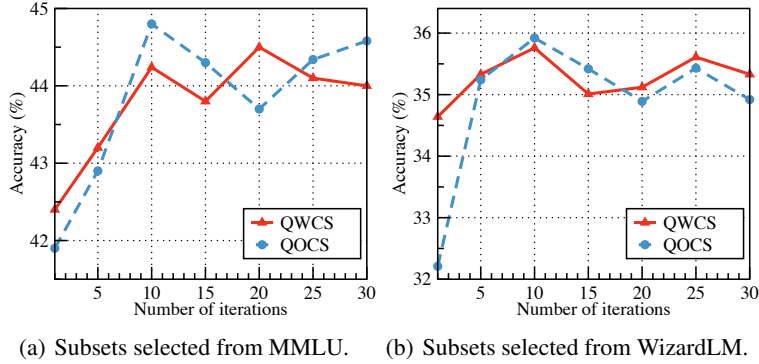 45
44
43
42
Accuracy (%)
5 10 15 20 25 30
Number of iterations
QWCS
QOCS
(a) Subsets selected from MMLU.
36
35
34
33
32
Accuracy (%)
5 10 15 20 25 30
Number of iterations
QWCS
QOCS
(b) Subsets selected from WizardLM.